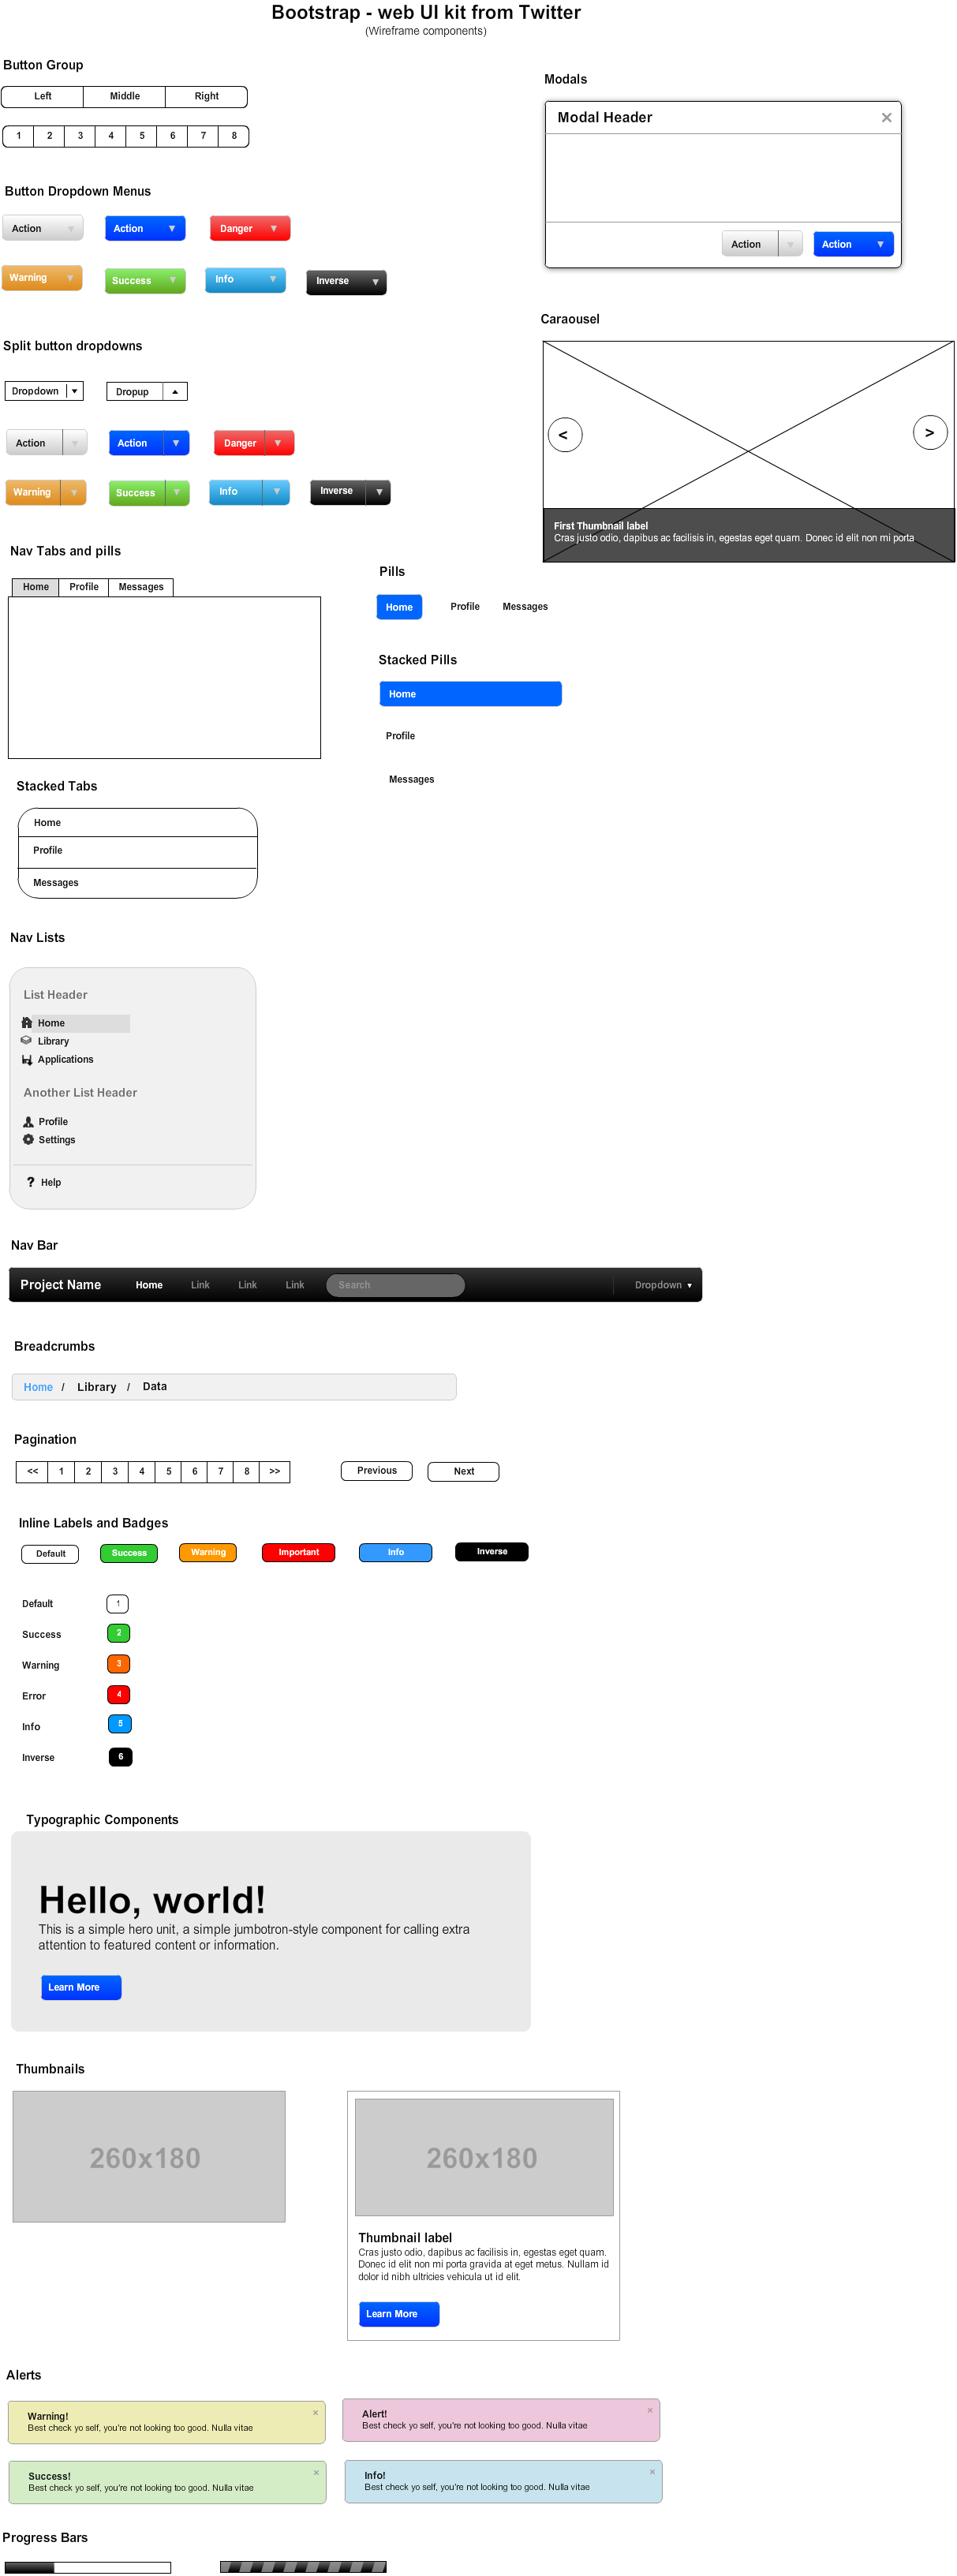 Bootstrap - web UI kit from Twitter
(Wireframe components)
Button Group
Left Middle Right
1 2 3 4 5 6 7 8
Button Dropdown Menus
Action Action Danger
Warning Success Info Inverse
Split button dropdowns
Dropdown Dropup
Action Action Danger
Warning Success Info Inverse
Modals
Modal Header ×
Action Action
Caraousel
< >
First Thumbnail label
Cras justo odio, dapibus ac facilisis in, egestas eget quam. Donec id elit non mi porta
Nav Tabs and pills
Home Profile Messages
Pills
Home Profile Messages
Stacked Pills
Home
Profile
Messages
Stacked Tabs
Home
Profile
Messages
Nav Lists
List Header
Home
Library
Applications
Another List Header
Profile
Settings
? Help
Nav Bar
Project Name Home Link Link Link Search Dropdown
Breadcrumbs
Home / Library / Data
Pagination
<< 1 2 3 4 5 6 7 8 >> Previous Next
Inline Labels and Badges
Default Success Warning Important Info Inverse
Default 1
Success 2
Warning 3
Error 4
Info 5
Inverse 6
Typographic Components
Hello, world!
This is a simple hero unit, a simple jumbotron-style component for calling extra
attention to featured content or information.
Learn More
Thumbnails
260x180 260x180
Thumbnail label
Cras justo odio, dapibus ac facilisis in, egestas eget quam.
Donec id elit non mi porta gravida at eget metus. Nullam id
dolor id nibh ultricies vehicula ut id elit.
Learn More
Alerts
Warning! ×
Best check yo self, you're not looking too good. Nulla vitae
Alert! ×
Best check yo self, you're not looking too good. Nulla vitae
Success! ×
Best check yo self, you're not looking too good. Nulla vitae
Info! ×
Best check yo self, you're not looking too good. Nulla vitae
Progress Bars